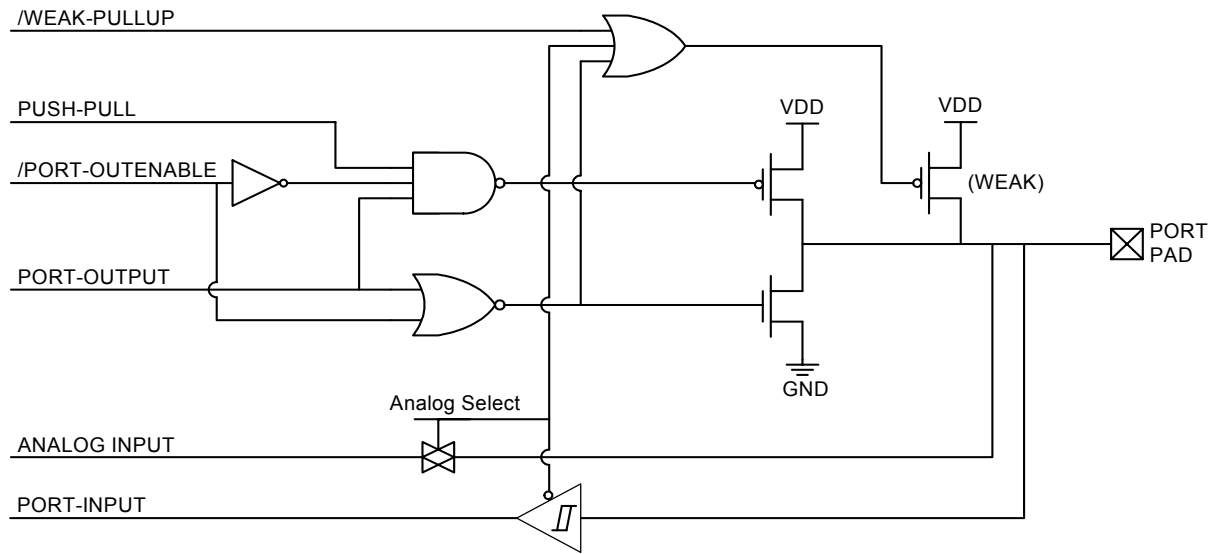 /WEAK-PULLUP
PUSH-PULL
VDD
VDD
/PORT-OUTENABLE
(WEAK)
PORT
PAD
PORT-OUTPUT
GND
Analog Select
ANALOG INPUT
PORT-INPUT